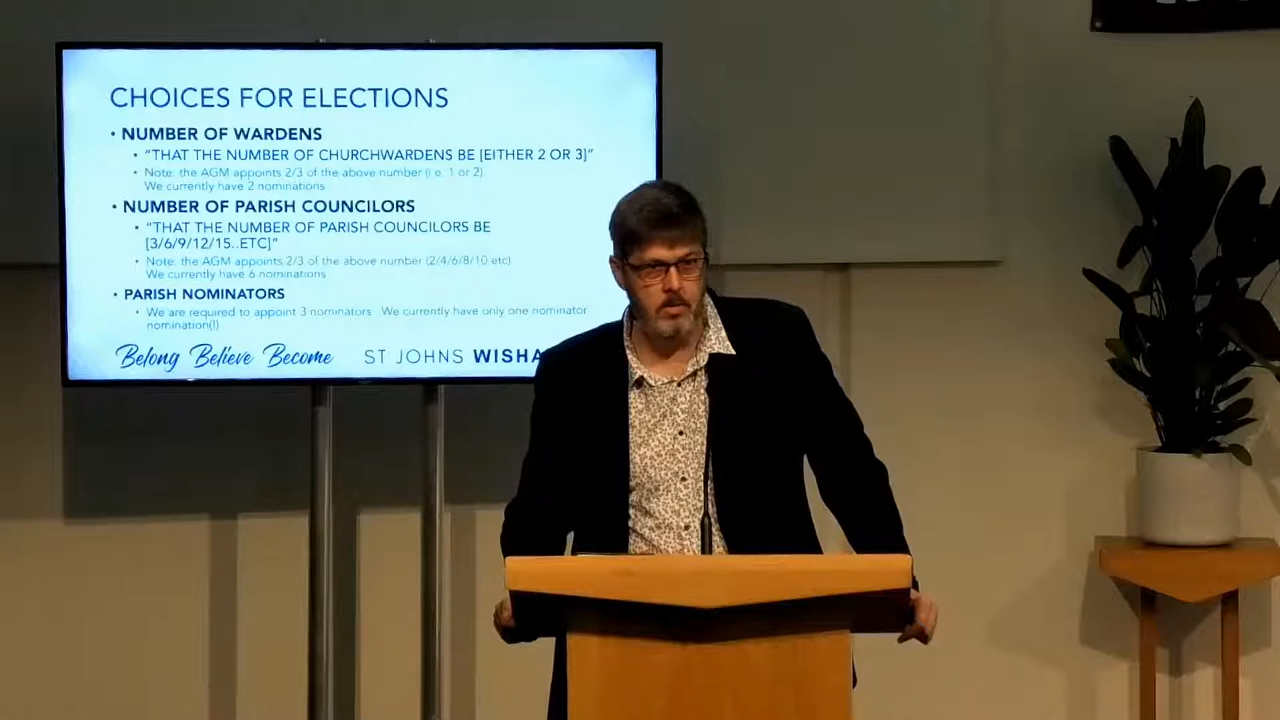 CHOICES FOR ELECTIONS
• NUMBER OF WARDENS
• “THAT THE NUMBER OF CHURCHWARDENS BE [EITHER 2 OR 3]”
• Note: the AGM appoints 2/3 of the above number (i.e. 1 or 2).
We currently have 2 nominations
• NUMBER OF PARISH COUNCILORS
• “THAT THE NUMBER OF PARISH COUNCILORS BE
[3/6/9/12/15..ETC]”
• Note: the AGM appoints 2/3 of the above number (2/4/6/8/10 etc).
We currently have 6 nominations
• PARISH NOMINATORS
• We are required to appoint 3 nominators. We currently have only one nominator
nomination(!)
Belong Believe Become ST JOHNS WISHA